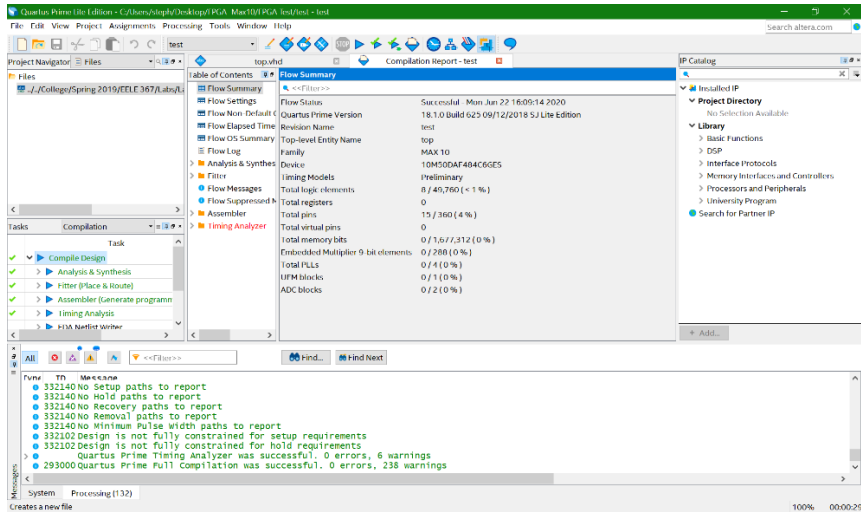 Quartus Prime Lite Edition - C:/Users/steph/Desktop/FPGA_Max10/FPGA_Test/test - test
File Edit View Project Assignments Processing Tools Window Help
Search altera.com
test
Project Navigator Files
Files
../../College/Spring 2019/EELE 367/Labs/La
top.vhd
Compilation Report - test
Table of Contents
Flow Summary
Flow Settings
Flow Non-Default G
Flow Elapsed Time
Flow OS Summary
Flow Log
Analysis & Synthes
Fitter
Flow Messages
Flow Suppressed M
Assembler
Timing Analyzer
Flow Summary
<<Filter>>
Flow Status Successful - Mon Jun 22 16:09:14 2020
Quartus Prime Version 18.1.0 Build 625 09/12/2018 SJ Lite Edition
Revision Name test
Top-level Entity Name top
Family MAX 10
Device 10M50DAF484C6GES
Timing Models Preliminary
Total logic elements 8 / 49,760 ( < 1 % )
Total registers 0
Total pins 15 / 360 ( 4 % )
Total virtual pins 0
Total memory bits 0 / 1,677,312 ( 0 % )
Embedded Multiplier 9-bit elements 0 / 288 ( 0 % )
Total PLLs 0 / 4 ( 0 % )
UFM blocks 0 / 1 ( 0 % )
ADC blocks 0 / 2 ( 0 % )
IP Catalog
Installed IP
Project Directory
No Selection Available
Library
Basic Functions
DSP
Interface Protocols
Memory Interfaces and Controllers
Processors and Peripherals
University Program
Search for Partner IP
+ Add...
Tasks Compilation
Task
Compile Design
Analysis & Synthesis
Fitter (Place & Route)
Assembler (Generate programm
Timing Analysis
EDA Netlist Writer
All
<<Filter>>
Find...
Find Next
Type ID Message
332140 No Setup paths to report
332140 No Hold paths to report
332140 No Recovery paths to report
332140 No Removal paths to report
332140 No Minimum Pulse Width paths to report
332102 Design is not fully constrained for setup requirements
332102 Design is not fully constrained for hold requirements
Quartus Prime Timing Analyzer was successful. 0 errors, 6 warnings
293000 Quartus Prime Full Compilation was successful. 0 errors, 238 warnings
Messages
System Processing (132)
Creates a new file
100% 00:00:29